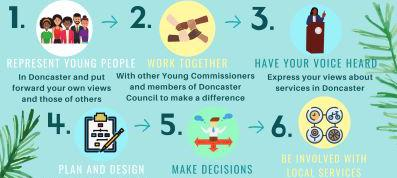 1.
REPRESENT YOUNG PEOPLE
In Doncaster and put
forward your own views
and those of others
2.
WORK TOGETHER
With other Young Commissioners
and members of Doncaster
Council to make a difference
3.
HAVE YOUR VOICE HEARD
Express your views about
services in Doncaster
4.
PLAN AND DESIGN
5.
MAKE DECISIONS
6.
BE INVOLVED WITH
LOCAL SERVICES